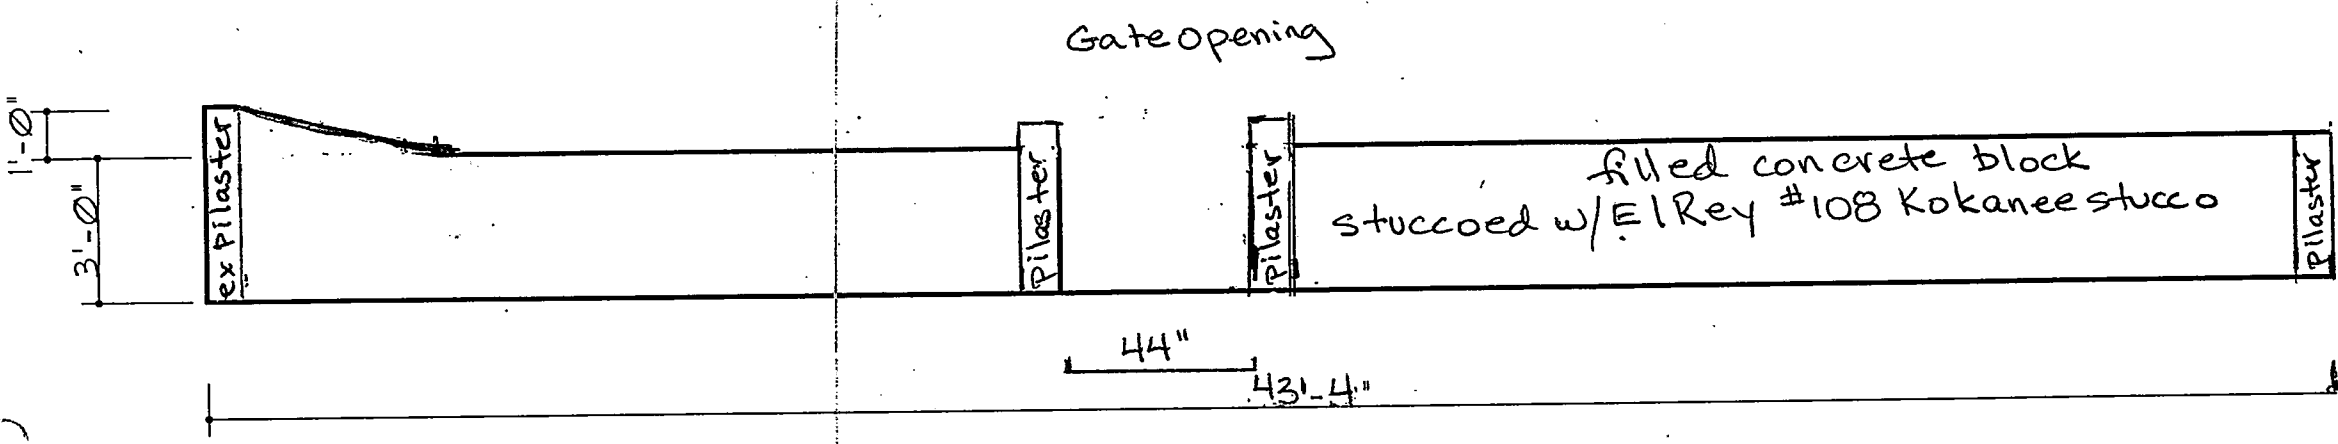 Gate opening
1'-0"
3'-0"
ex pilaster
Pilaster
Pilaster
filled concrete block
stuccoed w/ El Rey #108 Kokanee stucco
Pilaster
44"
43'-4"